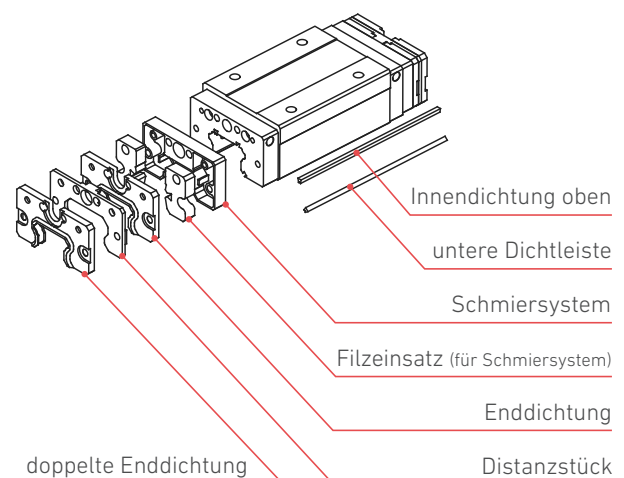 Innendichtung oben
untere Dichtleiste
Schmiersystem
Filzeinsatz (für Schmiersystem)
Enddichtung
doppelte Enddichtung
Distanzstück